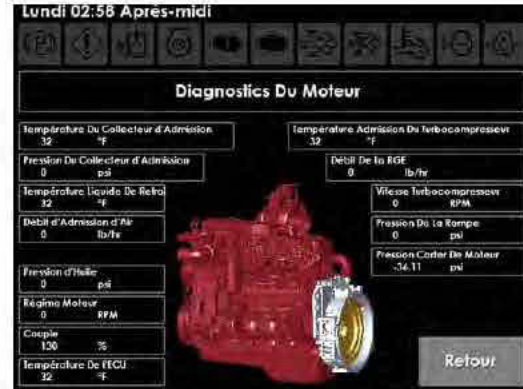 Lundi 02:58 Après-midi
Diagnostics Du Moteur
Température Du Collecteur d'Admission
32 °F
Pression Du Collecteur d'Admission
0 psi
Température Liquide De Refroi
32 °F
Débit d'Admission d'Air
0 lb/hr
Pression d'Huile
0 psi
Régime Moteur
0 RPM
Couple
130 %
Température De l'ECU
32 °F
Température Admission Du Turbocompresseur
32 °F
Débit De La RGE
0 lb/hr
Vitesse Turbocompresseur
0 RPM
Pression De La Rampe
0 psi
Pression Carter De Moteur
-36.11 psi
Retour